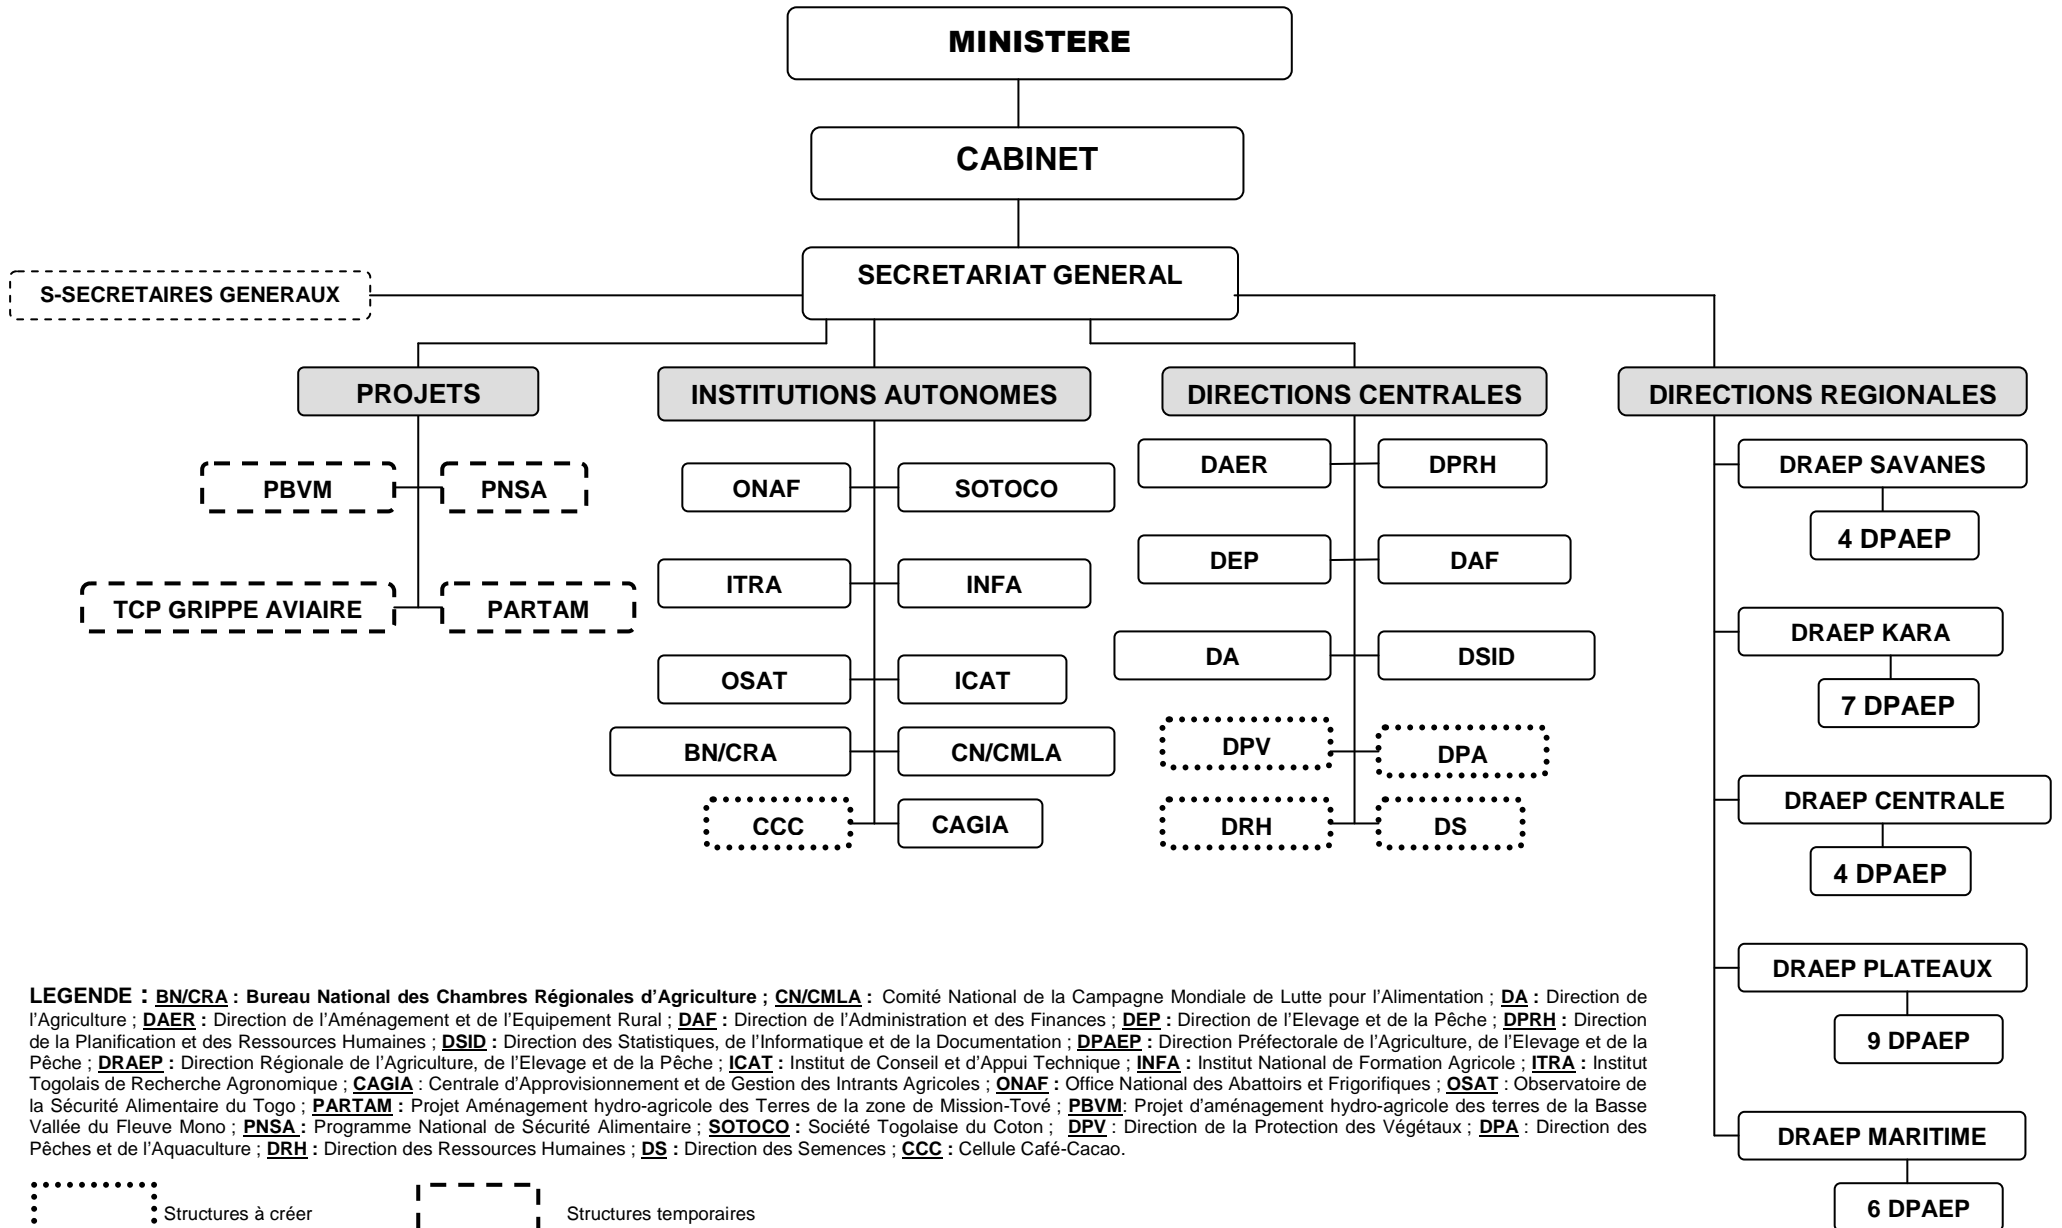 MINISTERE
CABINET
SECRETARIAT GENERAL
S-SECRETAIRES GENERAUX
PROJETS
INSTITUTIONS AUTONOMES
DIRECTIONS CENTRALES
DIRECTIONS REGIONALES
PBVM
PNSA
TCP GRIPPE AVIAIRE
PARTAM
ONAF
SOTOCO
ITRA
INFA
OSAT
ICAT
BN/CRA
CN/CMLA
CCC
CAGIA
DAER
DPRH
DEP
DAF
DA
DSID
DPV
DPA
DRH
DS
DRAEP SAVANES
4 DPAEP
DRAEP KARA
7 DPAEP
DRAEP CENTRALE
4 DPAEP
DRAEP PLATEAUX
9 DPAEP
DRAEP MARITIME
6 DPAEP
LEGENDE : BN/CRA : Bureau National des Chambres Régionales d’Agriculture ; CN/CMLA : Comité National de la Campagne Mondiale de Lutte pour l’Alimentation ; DA : Direction de
l’Agriculture ; DAER : Direction de l’Aménagement et de l’Equipement Rural ; DAF : Direction de l’Administration et des Finances ; DEP : Direction de l’Elevage et de la Pêche ; DPRH : Direction
de la Planification et des Ressources Humaines ; DSID : Direction des Statistiques, de l’Informatique et de la Documentation ; DPAEP : Direction Préfectorale de l’Agriculture, de l’Elevage et de la
Pêche ; DRAEP : Direction Régionale de l’Agriculture, de l’Elevage et de la Pêche ; ICAT : Institut de Conseil et d’Appui Technique ; INFA : Institut National de Formation Agricole ; ITRA : Institut
Togolais de Recherche Agronomique ; CAGIA : Centrale d’Approvisionnement et de Gestion des Intrants Agricoles ; ONAF : Office National des Abattoirs et Frigorifiques ; OSAT : Observatoire de
la Sécurité Alimentaire du Togo ; PARTAM : Projet Aménagement hydro-agricole des Terres de la zone de Mission-Tové ; PBVM: Projet d’aménagement hydro-agricole des terres de la Basse
Vallée du Fleuve Mono ; PNSA : Programme National de Sécurité Alimentaire ; SOTOCO : Société Togolaise du Coton ; DPV : Direction de la Protection des Végétaux ; DPA : Direction des
Pêches et de l’Aquaculture ; DRH : Direction des Ressources Humaines ; DS : Direction des Semences ; CCC : Cellule Café-Cacao.
Structures à créer
Structures temporaires